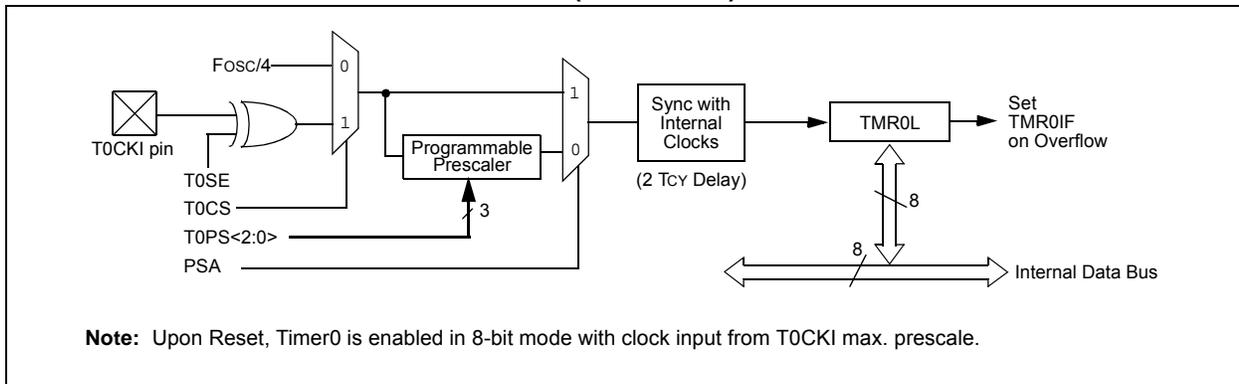 FOSC/4
0
1
T0CKI pin
T0SE
T0CS
T0PS<2:0>
PSA
Programmable
Prescaler
3
1
0
Sync with
Internal
Clocks
(2 TCY Delay)
TMR0L
Set
TMR0IF
on Overflow
8
8
Internal Data Bus
Note: Upon Reset, Timer0 is enabled in 8-bit mode with clock input from T0CKI max. prescale.